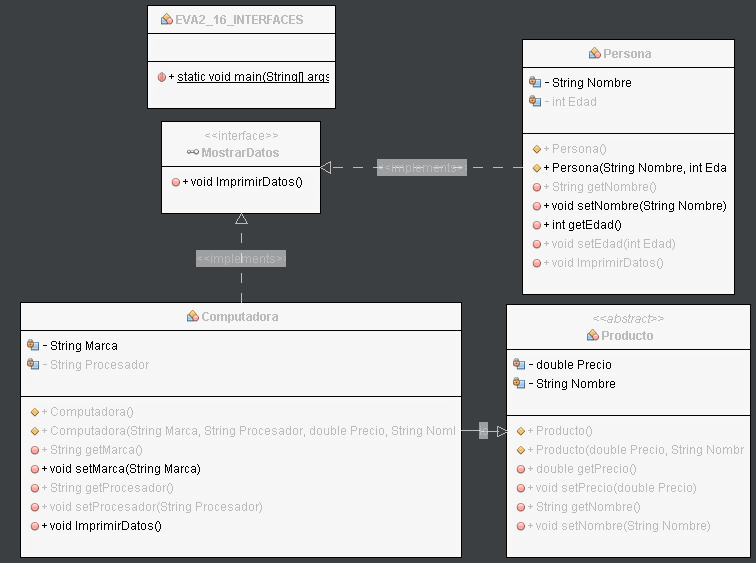 EVA2_16_INTERFACES
+ static void main(String[] args
<<interface>>
MostrarDatos
+ void ImprimirDatos()
<<implements>
Persona
- String Nombre
- int Edad
+ Persona()
+ Persona(String Nombre, int Eda
+ String getNombre()
+ void setNombre(String Nombre)
+ int getEdad()
+ void setEdad(int Edad)
+ void ImprimirDatos()
<<implements>>
Computadora
- String Marca
- String Procesador
+ Computadora()
+ Computadora(String Marca, String Procesador, double Precio, String Noml
+ String getMarca()
+ void setMarca(String Marca)
+ String getProcesador()
+ void setProcesador(String Procesador)
+ void ImprimirDatos()
<<abstract>>
Producto
- double Precio
- String Nombre
+ Producto()
+ Producto(double Precio, String Nombr
+ double getPrecio()
+ void setPrecio(double Precio)
+ String getNombre()
+ void setNombre(String Nombre)